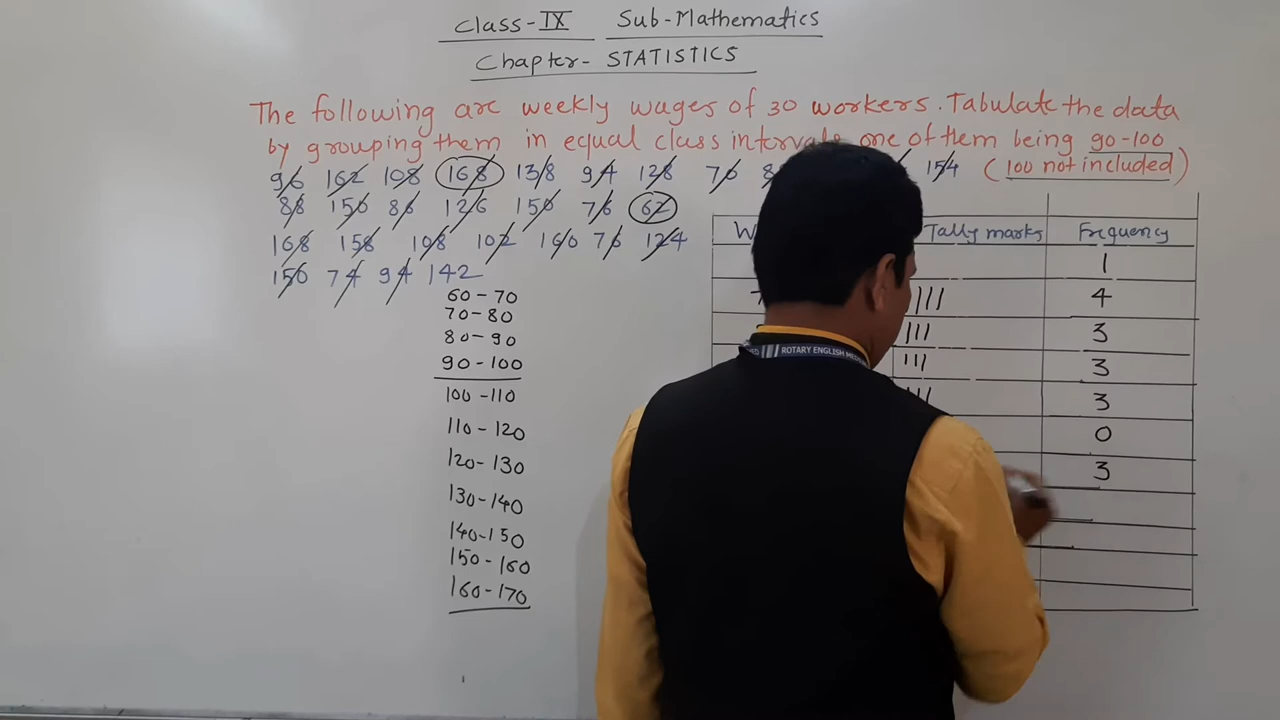 Class-IX Sub-Mathematics
Chapter- STATISTICS
The following are weekly wages of 30 workers. Tabulate the data
by grouping them in equal class intervals one of them being 90-100
(100 not included)
96 162 108 168 138 94 128 76 154
88 150 86 126 150 76 62
168 158 108 102 160 76 124
150 74 94 142
60-70
70-80
80-90
90-100
100-110
110-120
120-130
130-140
140-150
150-160
160-170
Tally marks Frequency
1
4
3
3
3
0
3
ROTARY ENGLISH